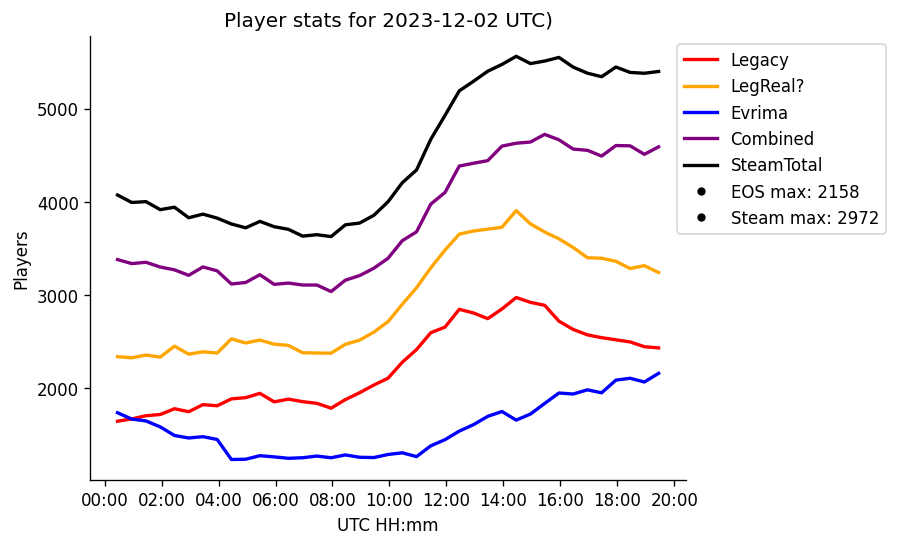 Player stats for 2023-12-02 UTC)
Players
5000
4000
3000
2000
00:00 02:00 04:00 06:00 08:00 10:00 12:00 14:00 16:00 18:00 20:00
UTC HH:mm
Legacy
LegReal?
Evrima
Combined
SteamTotal
EOS max: 2158
Steam max: 2972